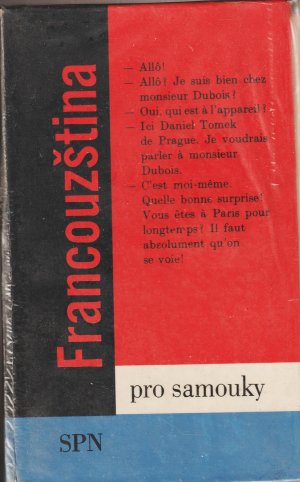 Francouzština
— Allô!
— Allô? Je suis bien chez
monsieur Dubois?
— Oui, qui est à l'appareil?
— Ici Daniel Tomek
de Prague. Je voudrais
parler à monsieur
Dubois.
— C'est moi-même.
Quelle bonne surprise!
Vous êtes à Paris pour
longtemps? Il faut
absolument qu'on
se voie!
pro samouky
SPN